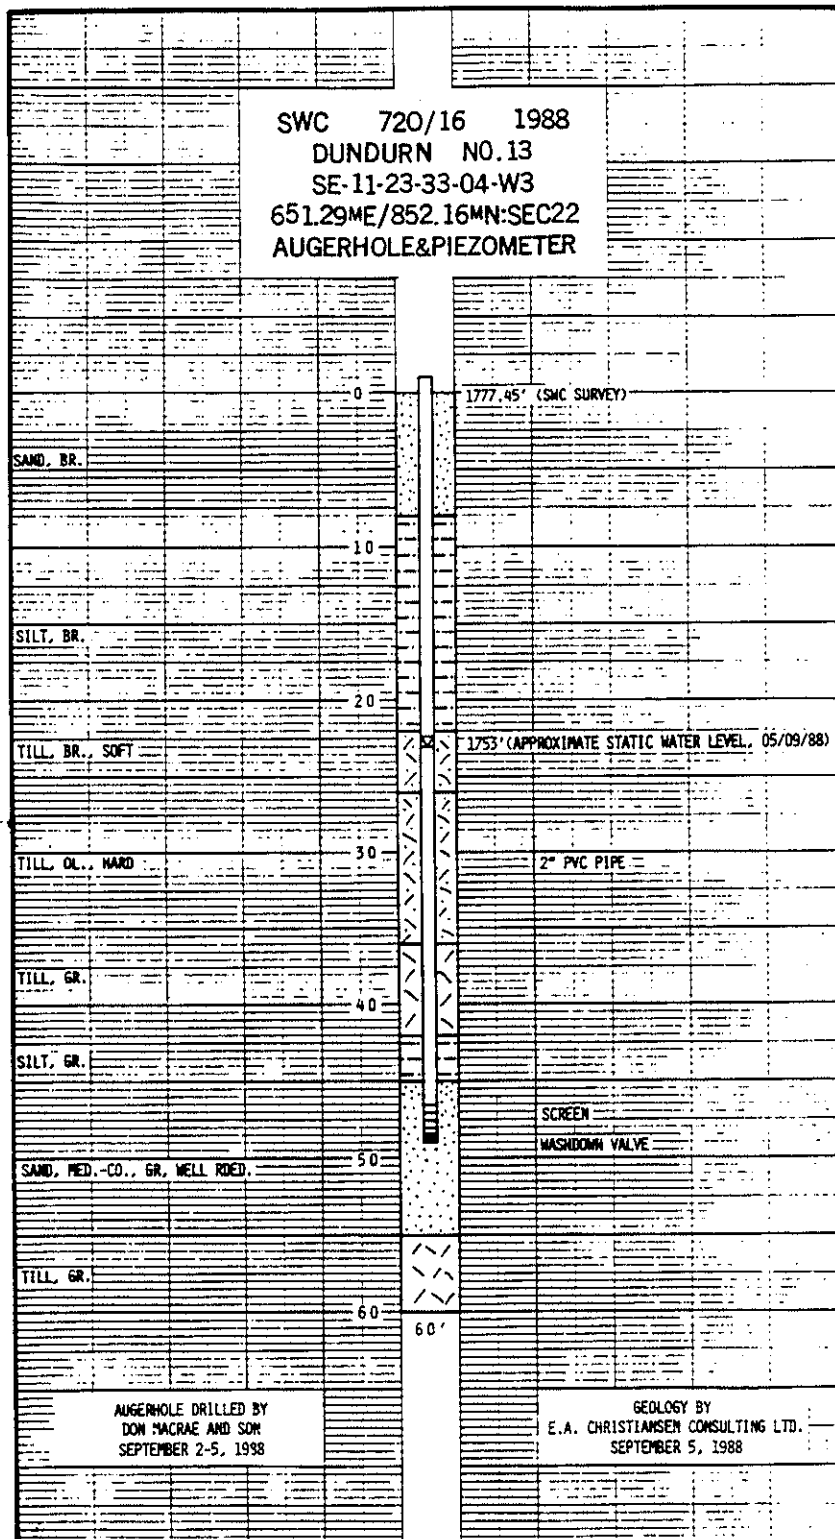 SWC 720/16 1988
DUNDURN NO.13
SE-11-23-33-04-W3
651.29ME/852.16MN:SEC22
AUGERHOLE&PIEZOMETER
0
1777.45' (SWC SURVEY)
SAND, BR.
10
SILT, BR.
20
TILL, BR., SOFT
1753' (APPROXIMATE STATIC WATER LEVEL, 05/09/88)
30
TILL, OL., HARD
2" PVC PIPE
TILL, GR.
40
SILT, GR.
SCREEN
WASHDOWN VALVE
50
SAND, MED.-CO., GR, WELL RDED.
TILL, GR.
60
60'
AUGERHOLE DRILLED BY
DON MACRAE AND SON
SEPTEMBER 2-5, 1988
GEOLOGY BY
E.A. CHRISTIANSEN CONSULTING LTD.
SEPTEMBER 5, 1988